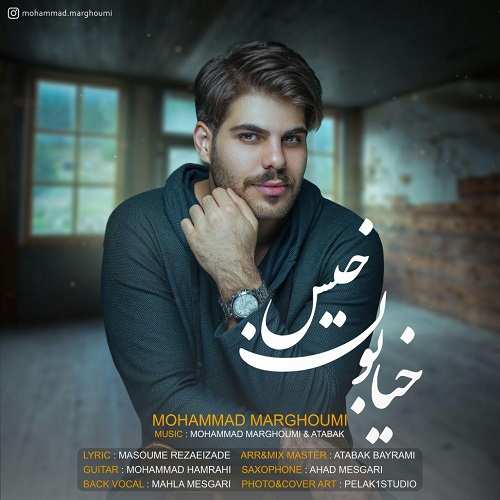 mohammad.marghoumi
خیس
خیابون
MOHAMMAD MARGHOUMI
MUSIC : MOHAMMAD MARGHOUMI & ATABAK
LYRIC : MASOUME REZAEIZADE ARR&MIX MASTER : ATABAK BAYRAMI
GUITAR : MOHAMMAD HAMRAHI SAXOPHONE : AHAD MESGARI
BACK VOCAL : MAHLA MESGARI PHOTO&COVER ART : PELAK1STUDIO